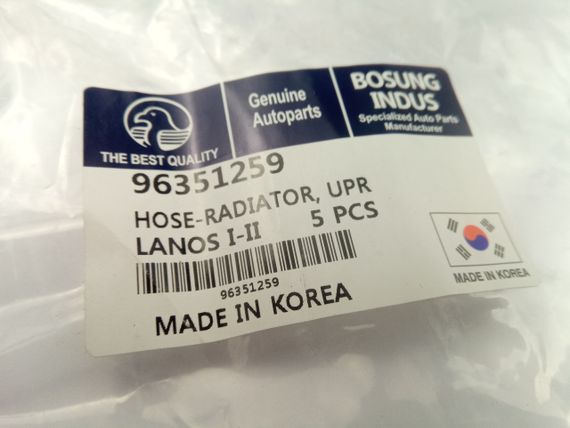 THE BEST QUALITY
Genuine
Autoparts
BOSUNG
INDUS
Specialized Auto Parts
Manufacturer
96351259
HOSE-RADIATOR, UPR
LANOS I-II 5 PCS
96351259
MADE IN KOREA
MADE IN KOREA